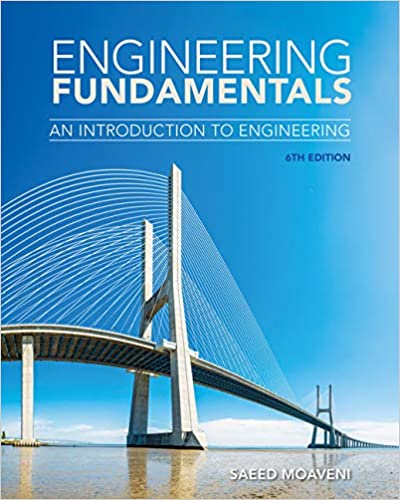 ENGINEERING
FUNDAMENTALS
AN INTRODUCTION TO ENGINEERING
6TH EDITION
SAEED MOAVENI